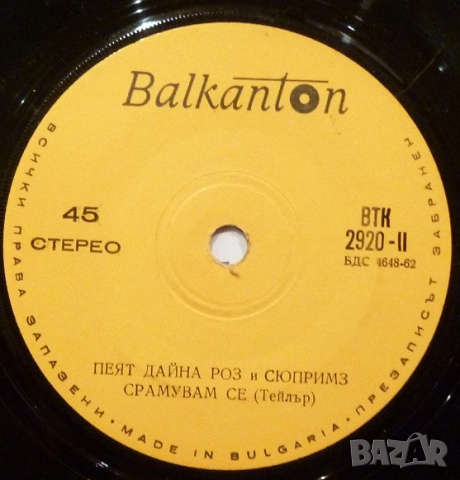 Balkanton
45
СТЕРЕО
ВТК
2920-II
БДС 4648-62
ПЕЯТ ДАЙНА РОЗ и СЮПРИМЗ
СРАМУВАМ СЕ (Тейлър)
ВСИЧКИ ПРАВА ЗАПАЗЕНИ · MADE IN BULGARIA · ПРЕЗАПИСЪТ ЗАБРАНЕН
BAZAR